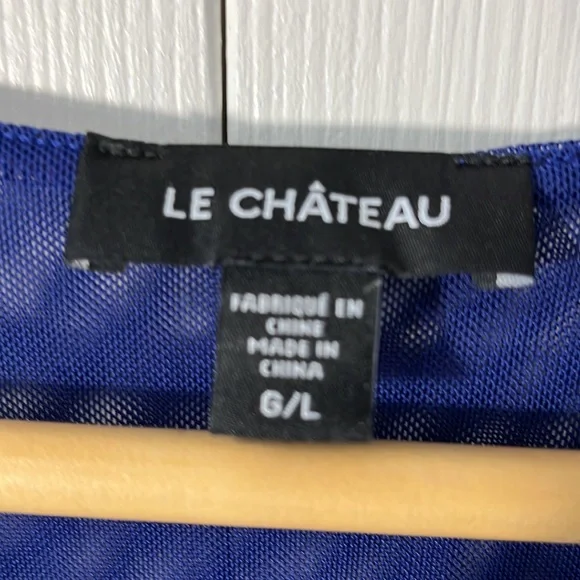 LE CHÂTEAU
FABRIQUÉ EN
CHINE
MADE IN
CHINA
G/L